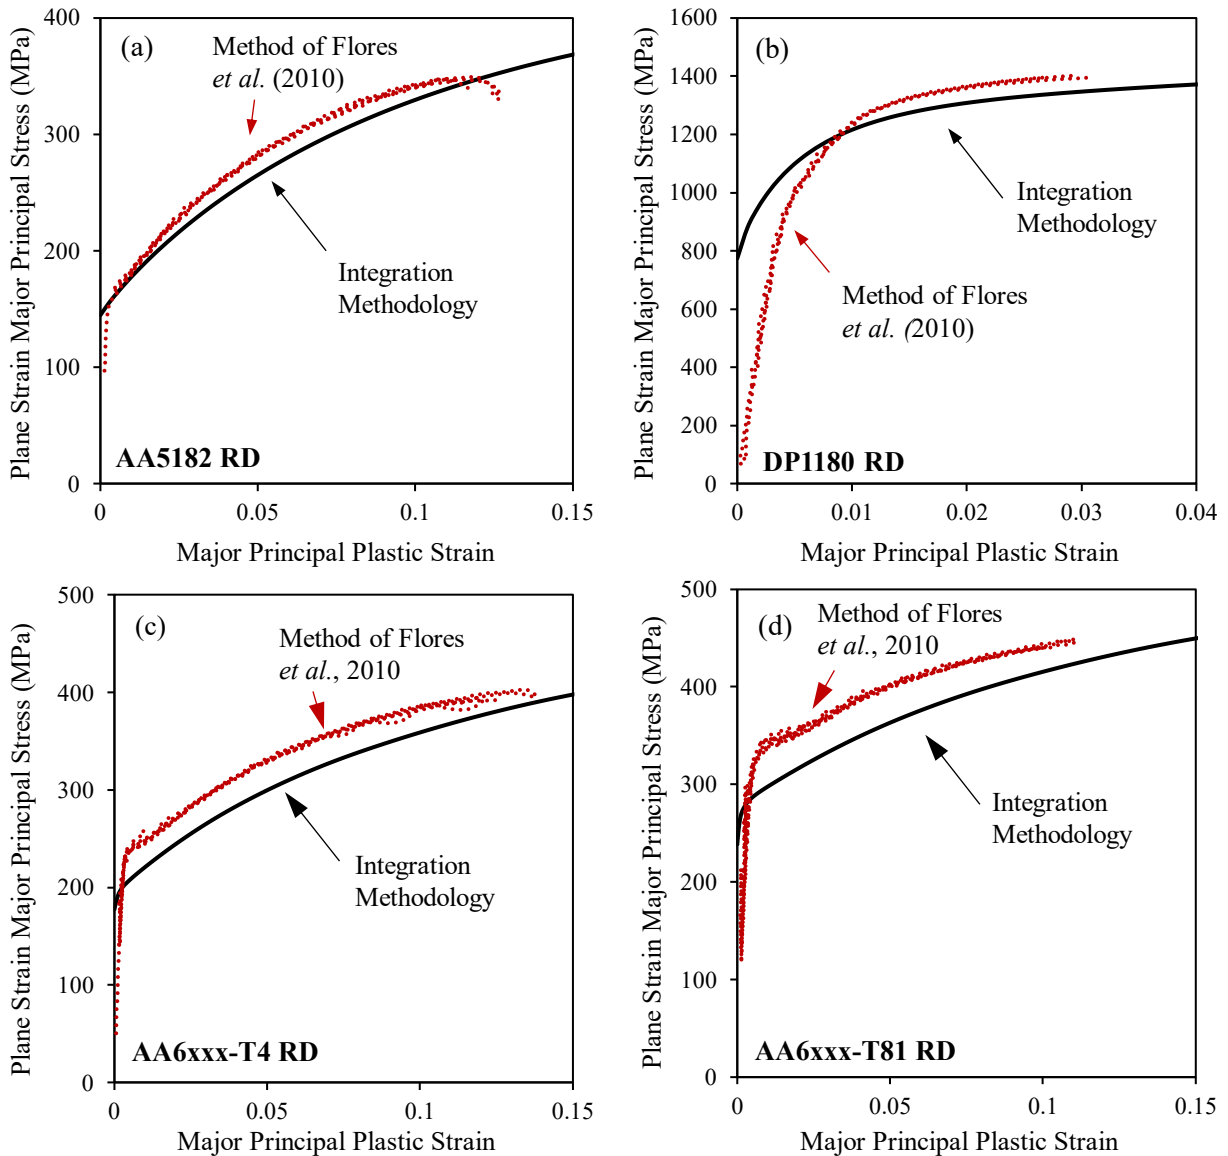 (a)
Method of Flores
et al. (2010)
Integration
Methodology
AA5182 RD
400
300
200
100
0
0
0.05
0.1
0.15
Plane Strain Major Principal Stress (MPa)
Major Principal Plastic Strain
(b)
Integration
Methodology
Method of Flores
et al. (2010)
DP1180 RD
1600
1400
1200
1000
800
600
400
200
0
0
0.01
0.02
0.03
0.04
Plane Strain Major Principal Stress (MPa)
Major Principal Plastic Strain
(c)
Method of Flores
et al., 2010
Integration
Methodology
AA6xxx-T4 RD
500
400
300
200
100
0
0
0.05
0.1
0.15
Plane Strain Major Principal Stress (MPa)
Major Principal Plastic Strain
(d)
Method of Flores
et al., 2010
Integration
Methodology
AA6xxx-T81 RD
500
400
300
200
100
0
0
0.05
0.1
0.15
Plane Strain Major Principal Stress (MPa)
Major Principal Plastic Strain